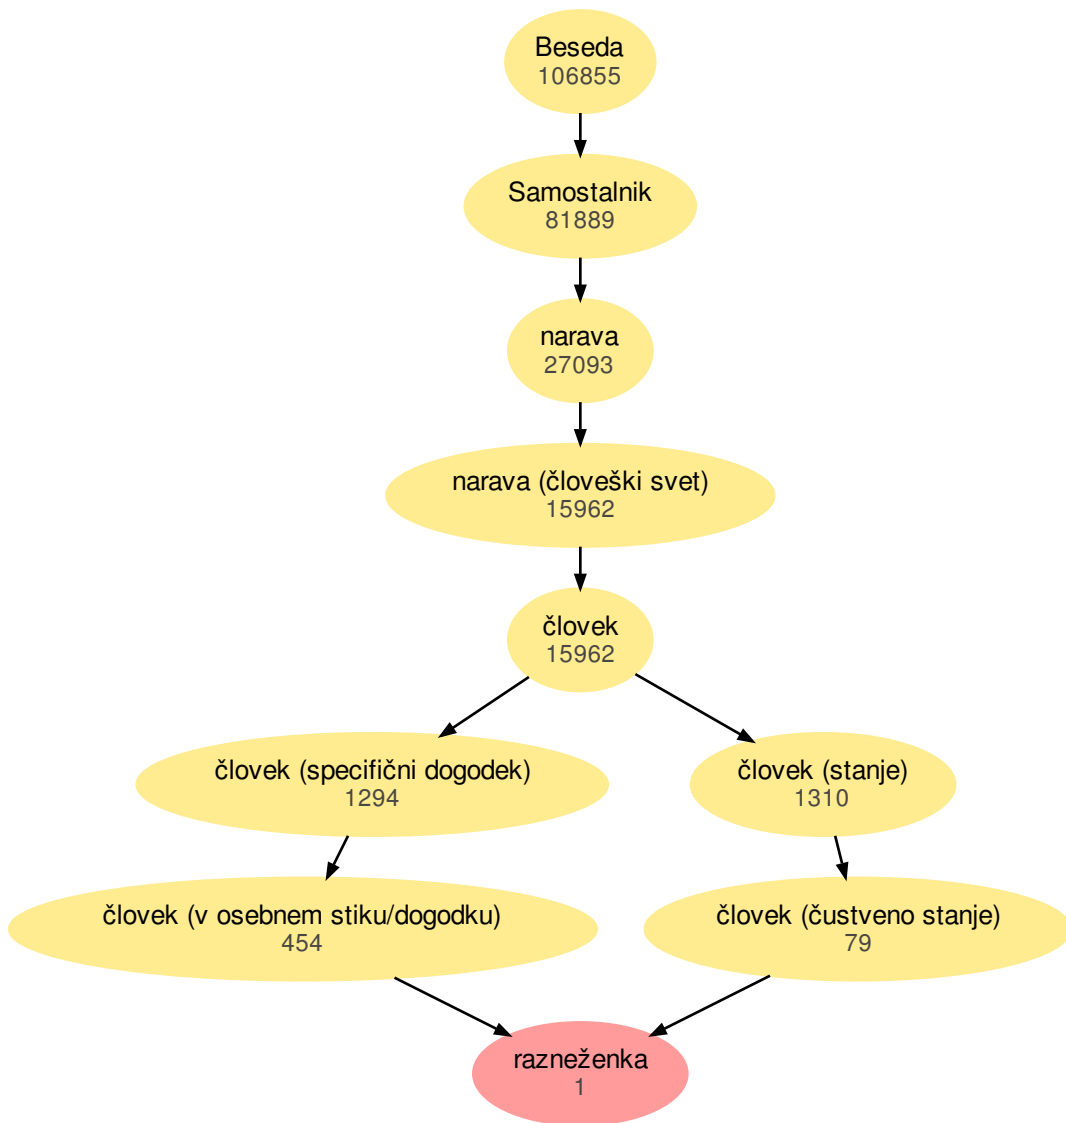 Beseda
106855
Samostalnik
81889
narava
27093
narava (človeški svet)
15962
človek
15962
človek (specifični dogodek)
1294
človek (stanje)
1310
človek (v osebnem stiku/dogodku)
454
človek (čustveno stanje)
79
razneženka
1